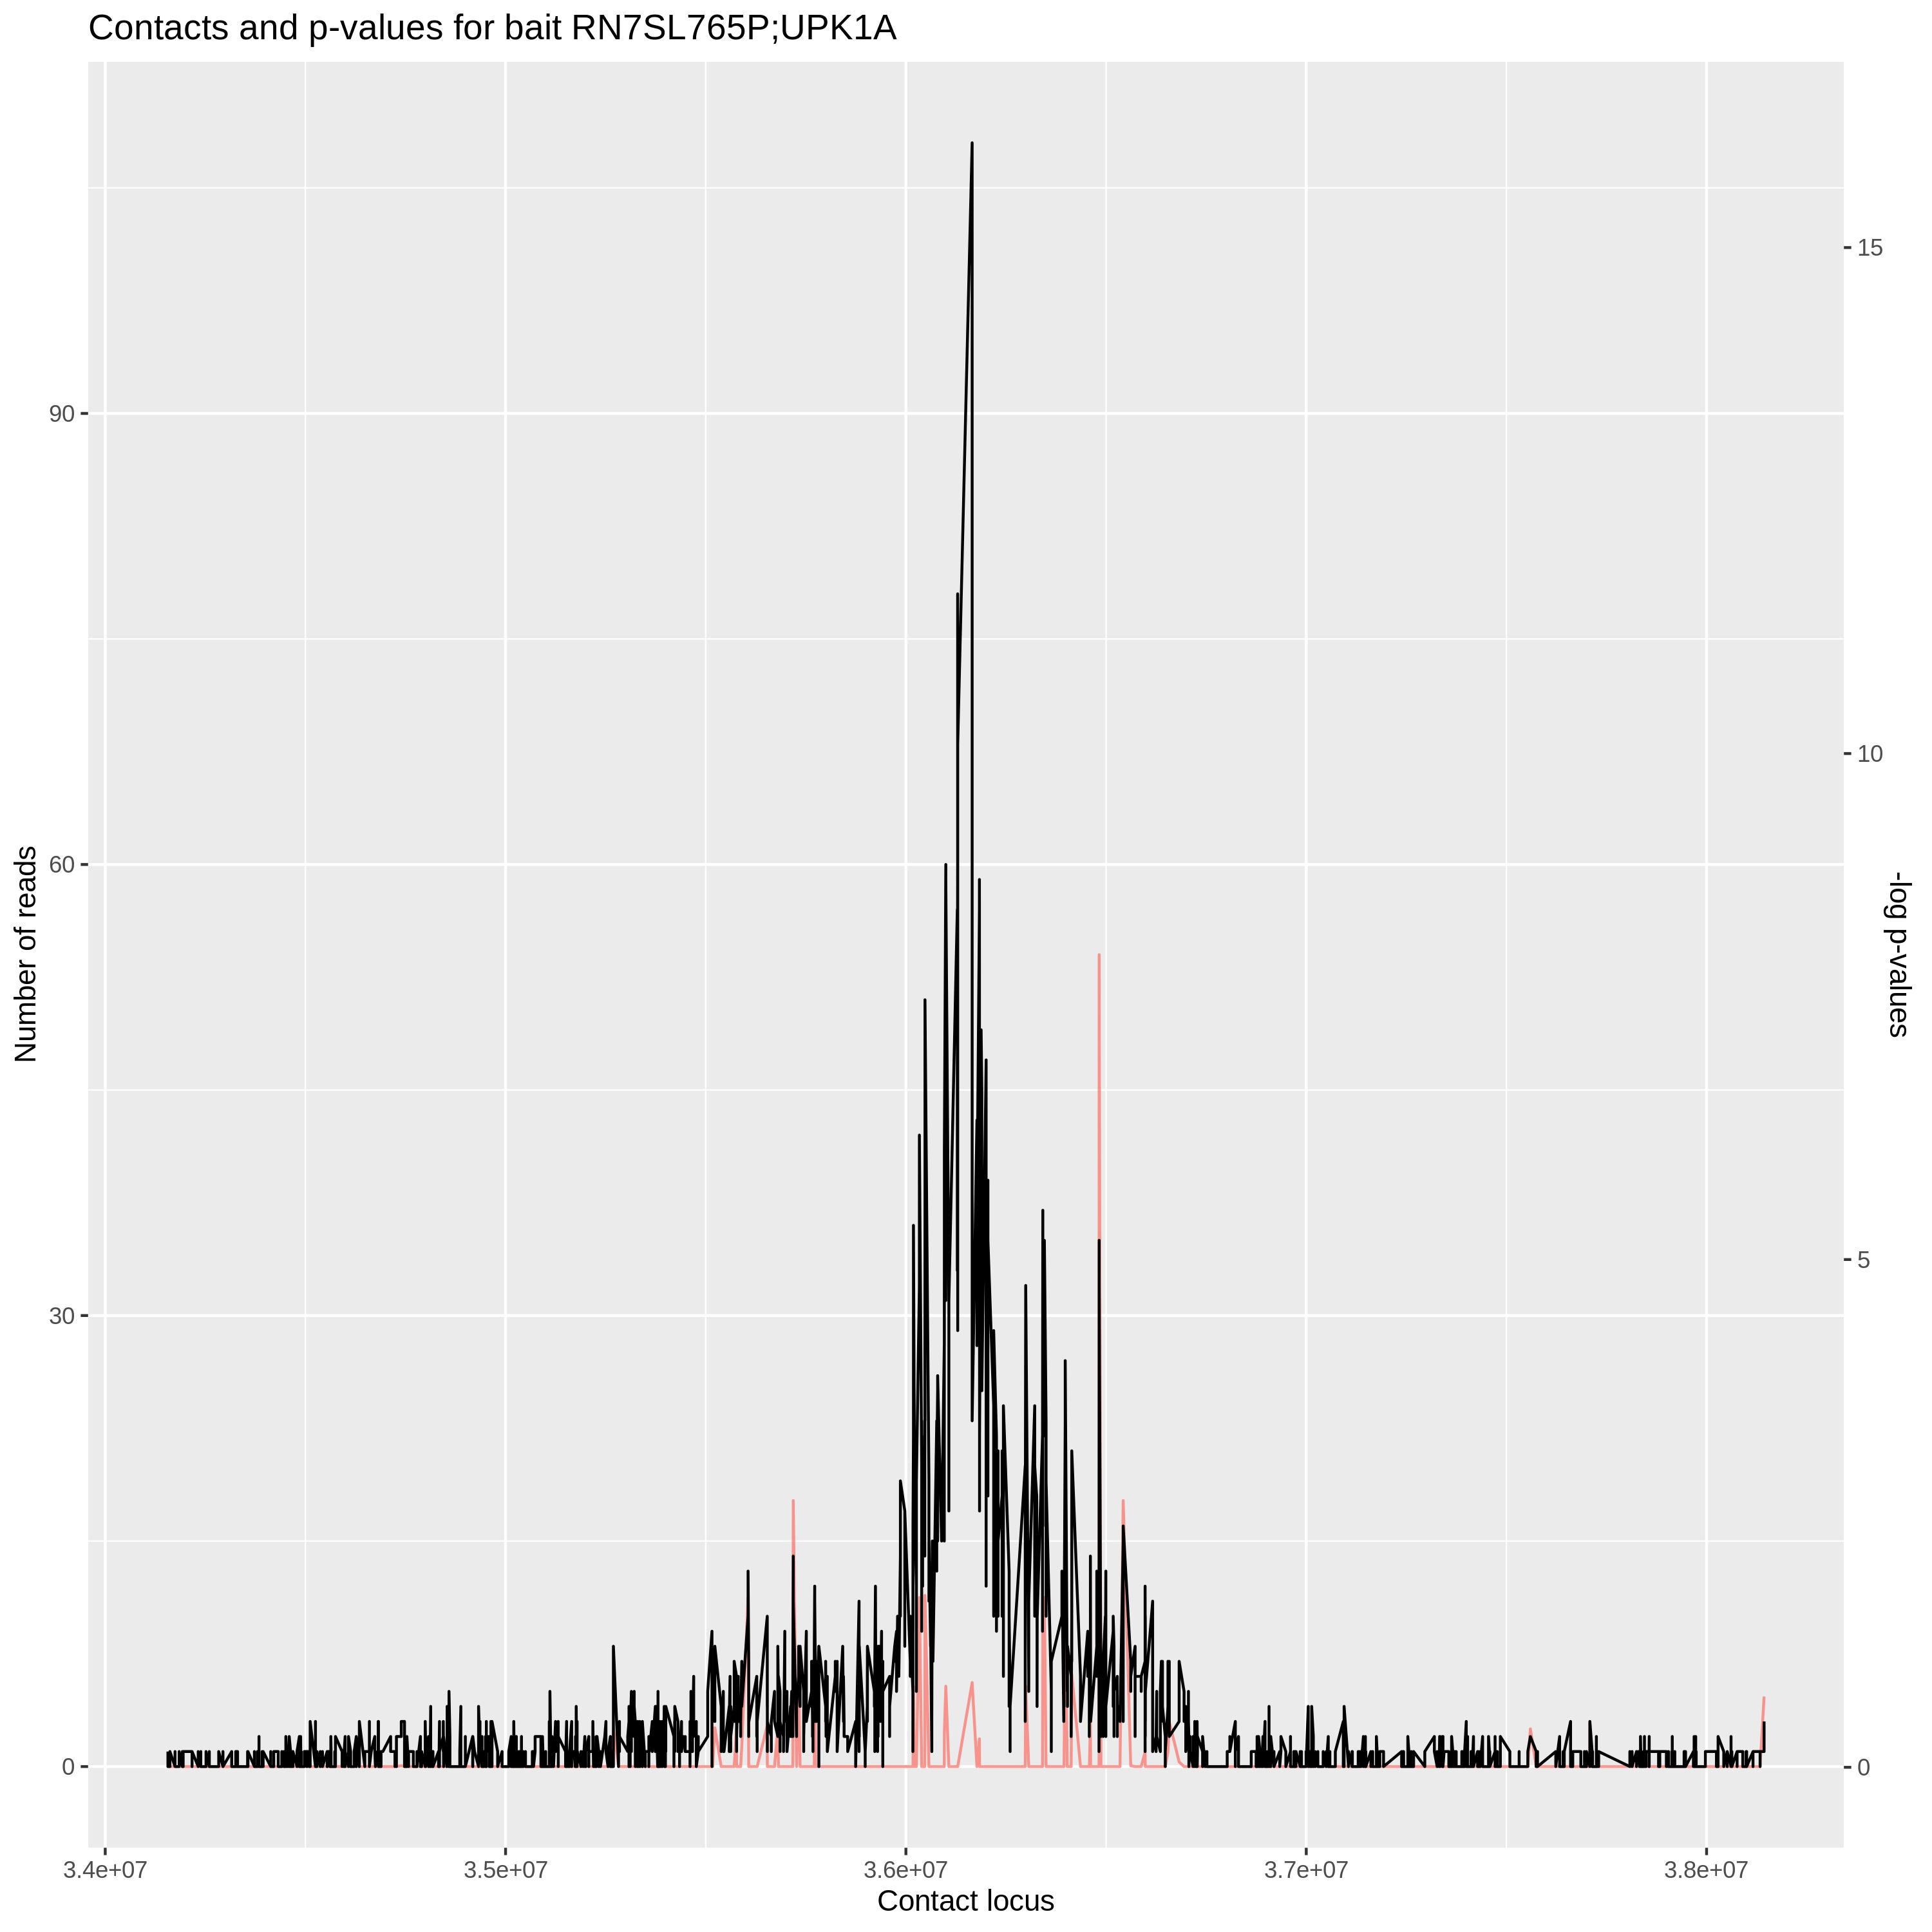 Contacts and p-values for bait RN7SL765P;UPK1A
Number of reads
90
60
30
0
15
10
5
0
-log p-values
3.4e+07 3.5e+07 3.6e+07 3.7e+07 3.8e+07
Contact locus